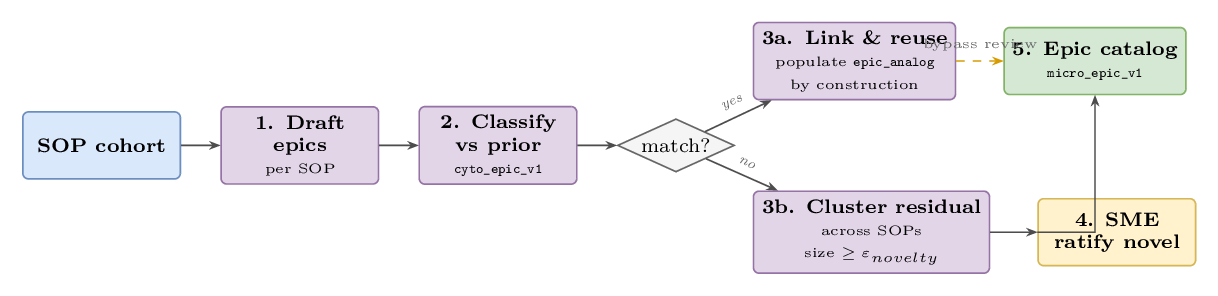 SOP cohort
1. Draft
epics
per SOP
2. Classify
vs prior
cyto_epic_v1
match?
yes
no
3a. Link & reuse
populate epic_analog
by construction
bypass review
5. Epic catalog
micro_epic_v1
3b. Cluster residual
across SOPs
size ≥ ε_novelty
4. SME
ratify novel